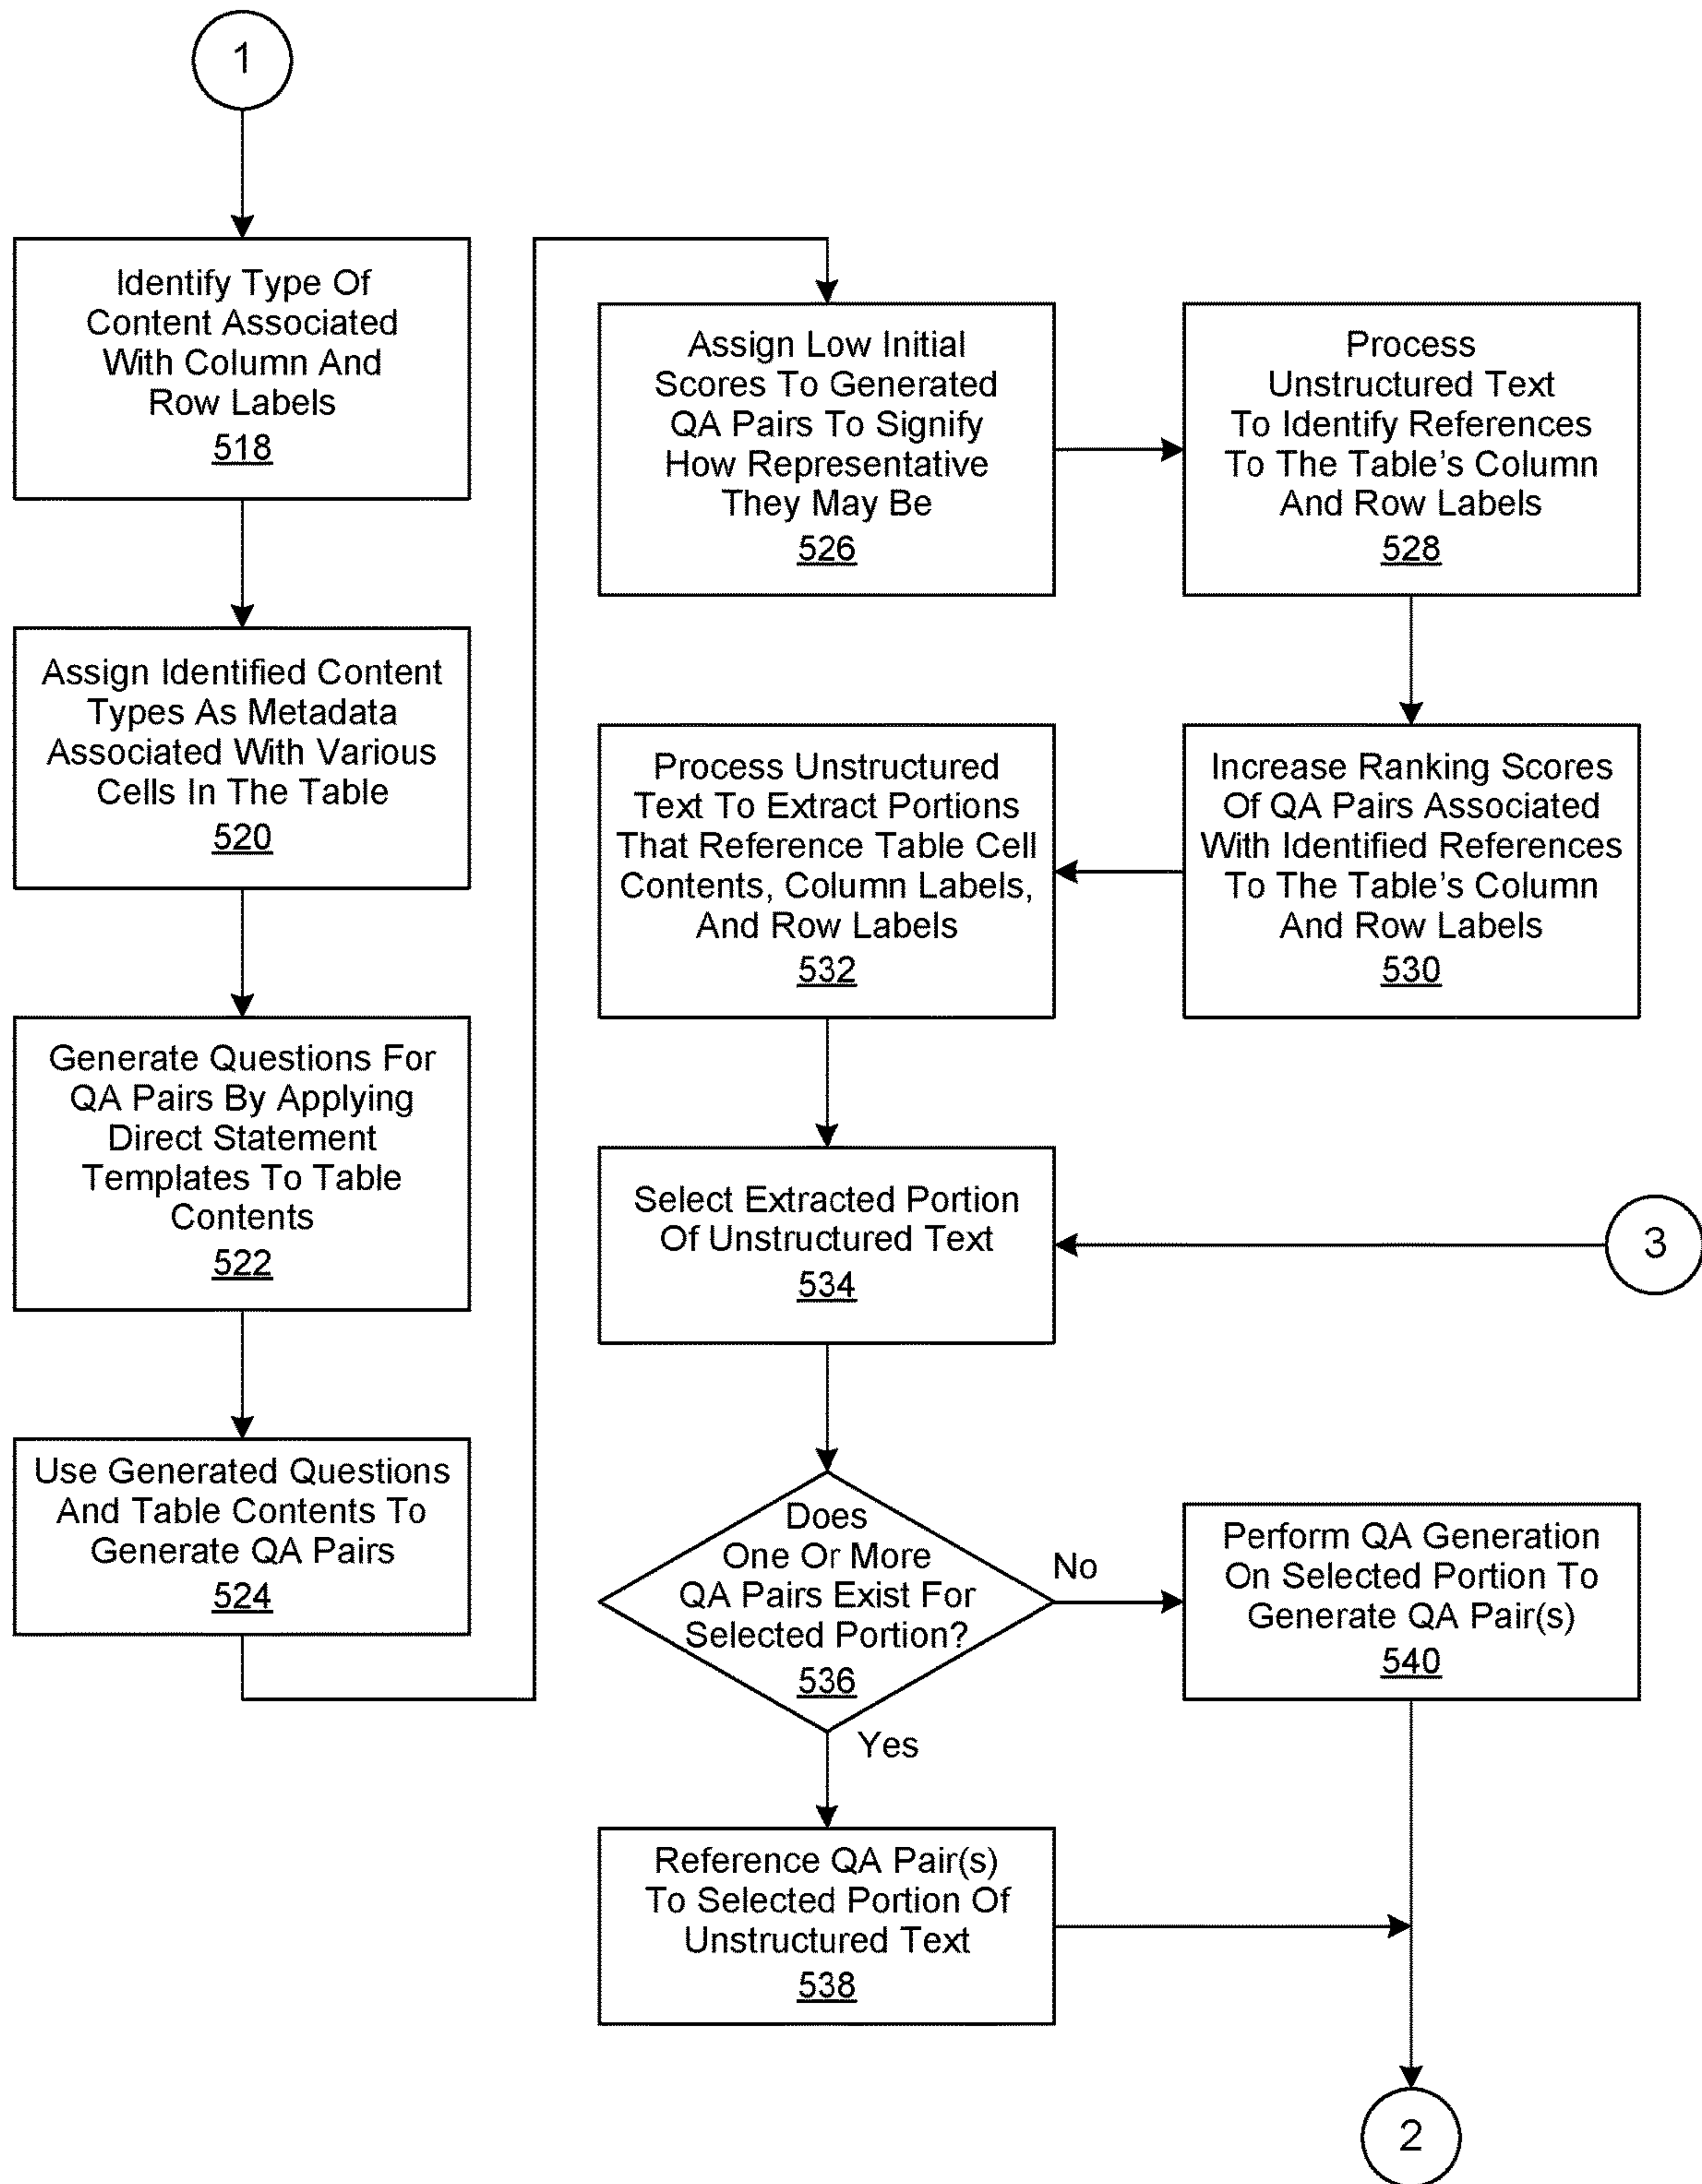 1
Identify Type Of
Content Associated
With Column And
Row Labels
518
Assign Identified Content
Types As Metadata
Associated With Various
Cells In The Table
520
Generate Questions For
QA Pairs By Applying
Direct Statement
Templates To Table
Contents
522
Use Generated Questions
And Table Contents To
Generate QA Pairs
524
Assign Low Initial
Scores To Generated
QA Pairs To Signify
How Representative
They May Be
526
Process
Unstructured Text
To Identify References
To The Table's Column
And Row Labels
528
Increase Ranking Scores
Of QA Pairs Associated
With Identified References
To The Table's Column
And Row Labels
530
Process Unstructured
Text To Extract Portions
That Reference Table Cell
Contents, Column Labels,
And Row Labels
532
Select Extracted Portion
Of Unstructured Text
534
3
Does
One Or More
QA Pairs Exist For
Selected Portion?
536
No
Perform QA Generation
On Selected Portion To
Generate QA Pair(s)
540
Yes
Reference QA Pair(s)
To Selected Portion Of
Unstructured Text
538
2